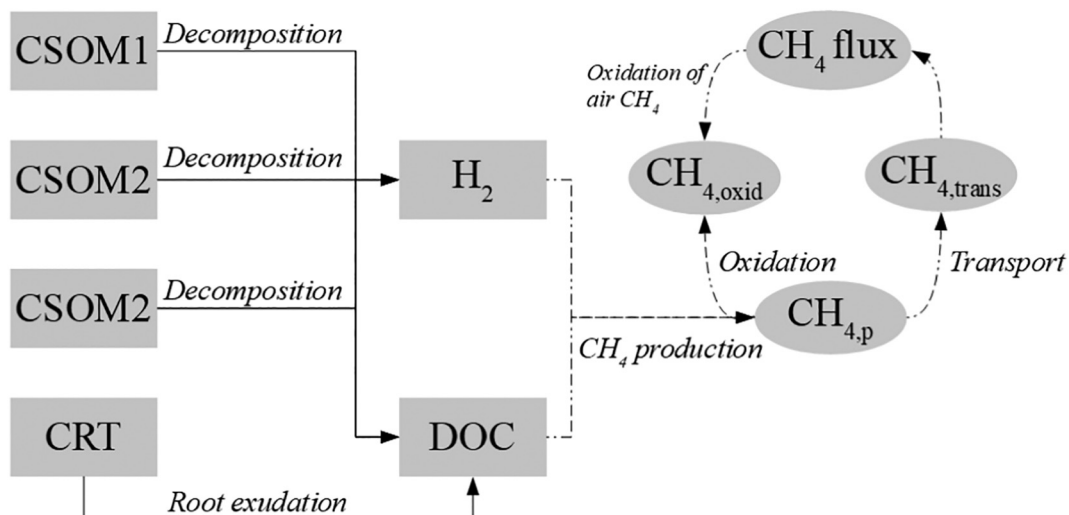 CSOM1
Decomposition
CSOM2
Decomposition
CSOM2
Decomposition
CRT
Root exudation
H₂
DOC
CH₄ production
CH₄ flux
Oxidation of
air CH₄
CH₄,oxid
CH₄,trans
Oxidation
Transport
CH₄,p